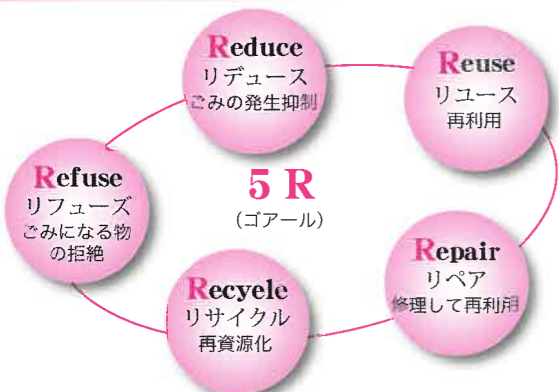 Reduce
リデュース
ごみの発生抑制
Reuse
リユース
再利用
Refuse
リフューズ
ごみになる物
の拒絶
5 R
（ゴアール）
Repair
リペア
修理して再利用
Recyele
リサイクル
再資源化